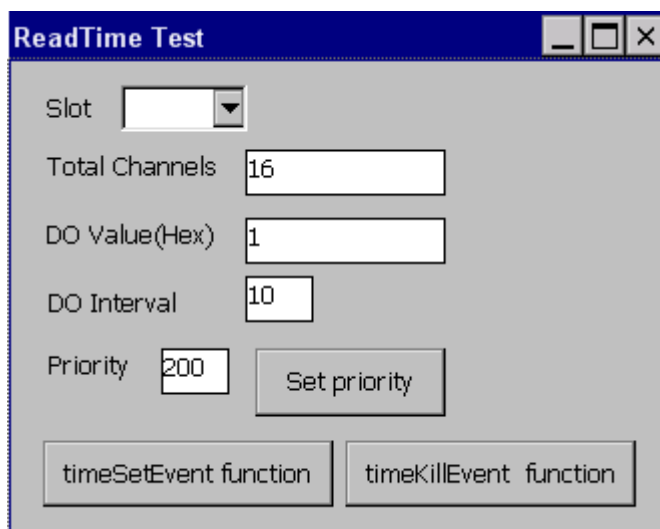 ReadTime Test
Slot
Total Channels 16
DO Value(Hex) 1
DO Interval 10
Priority 200 Set priority
timeSetEvent function timeKillEvent function